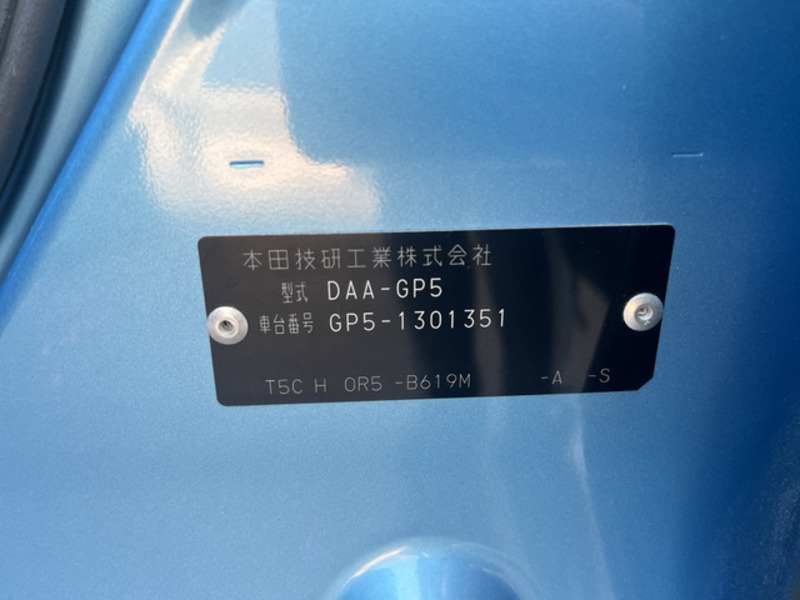 本田技研工業株式会社
型式 DAA-GP5
車台番号 GP5-1301351
T5C H 0R5 -B619M -A -S